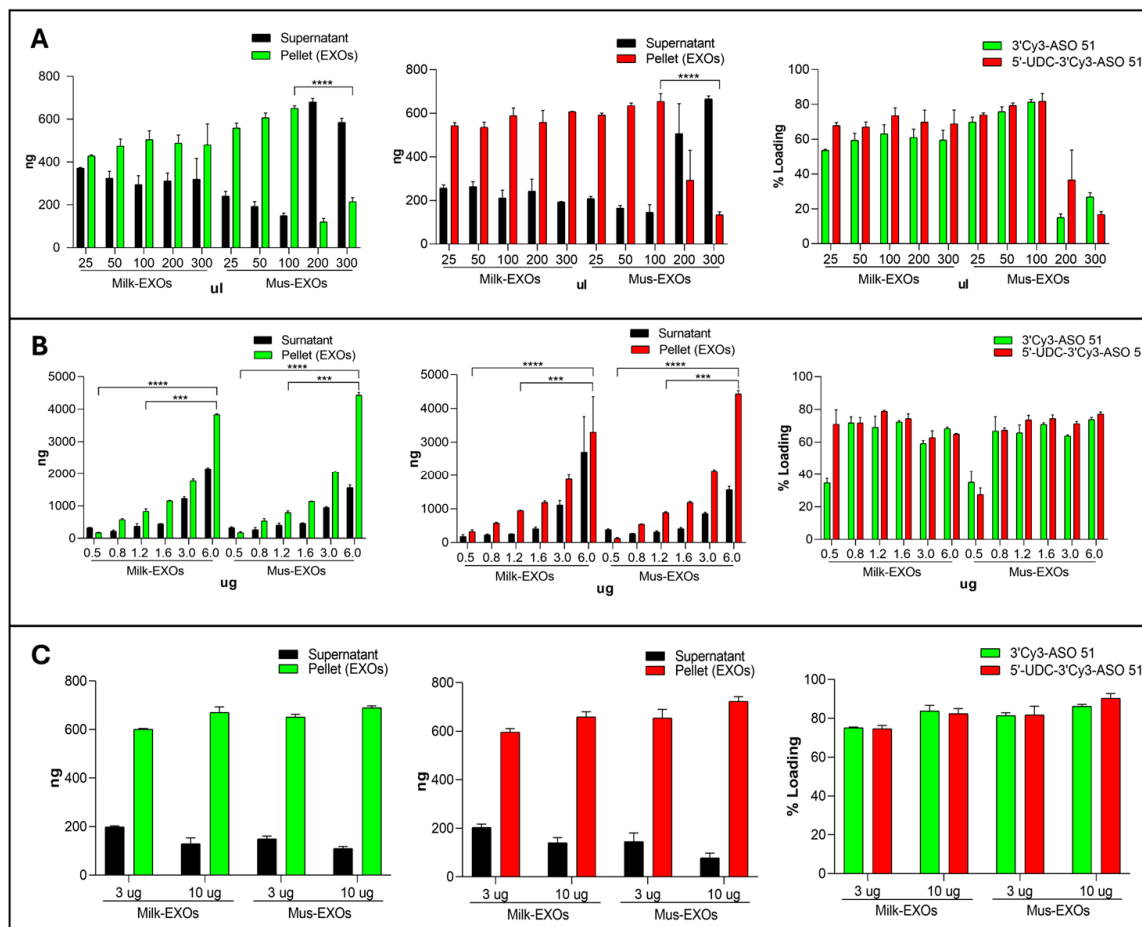 A
Supernatant
Pellet (EXOs)
****
ng
800
600
400
200
0
25 50 100 200 300 25 50 100 200 300
Milk-EXOs Mus-EXOs
ul
Supernatant
Pellet (EXOs)
****
ng
800
600
400
200
0
25 50 100 200 300 25 50 100 200 300
Milk-EXOs Mus-EXOs
ul
3'Cy3-ASO 51
5'-UDC-3'Cy3-ASO 51
% Loading
100
80
60
40
20
0
25 50 100 200 300 25 50 100 200 300
Milk-EXOs Mus-EXOs
ul
B
Surnatant
Pellet (EXOs)
****
****
***
***
ng
5000
4000
3000
2000
1000
0
0.5 0.8 1.2 1.6 3.0 6.0 0.5 0.8 1.2 1.6 3.0 6.0
Milk-EXOs Mus-EXOs
ug
Surnatant
Pellet (EXOs)
**** ****
*** ***
ng
5000
4000
3000
2000
1000
0
0.5 0.8 1.2 1.6 3.0 6.0 0.5 0.8 1.2 1.6 3.0 6.0
Milk-EXOs Mus-EXOs
ug
3'Cy3-ASO 51
5'-UDC-3'Cy3-ASO 5
% Loading
100
80
60
40
20
0
0.5 0.8 1.2 1.6 3.0 6.0 0.5 0.8 1.2 1.6 3.0 6.0
Milk-EXOs Mus-EXOs
ug
C
Supernatant
Pellet (EXOs)
ng
800
600
400
200
0
3 ug 10 ug 3 ug 10 ug
Milk-EXOs Mus-EXOs
Supernatant
Pellet (EXOs)
ng
800
600
400
200
0
3 ug 10 ug 3 ug 10 ug
Milk-EXOs Mus-EXOs
3'Cy3-ASO 51
5'-UDC-3'Cy3-ASO 51
% Loading
100
80
60
40
20
0
3 ug 10 ug 3 ug 10 ug
Milk-EXOs Mus-EXOs